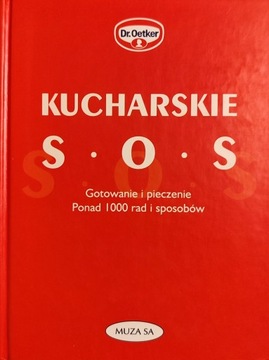 Dr. Oetker
KUCHARSKIE
S·O·S
Gotowanie i pieczenie
Ponad 1000 rad i sposobów
MUZA SA